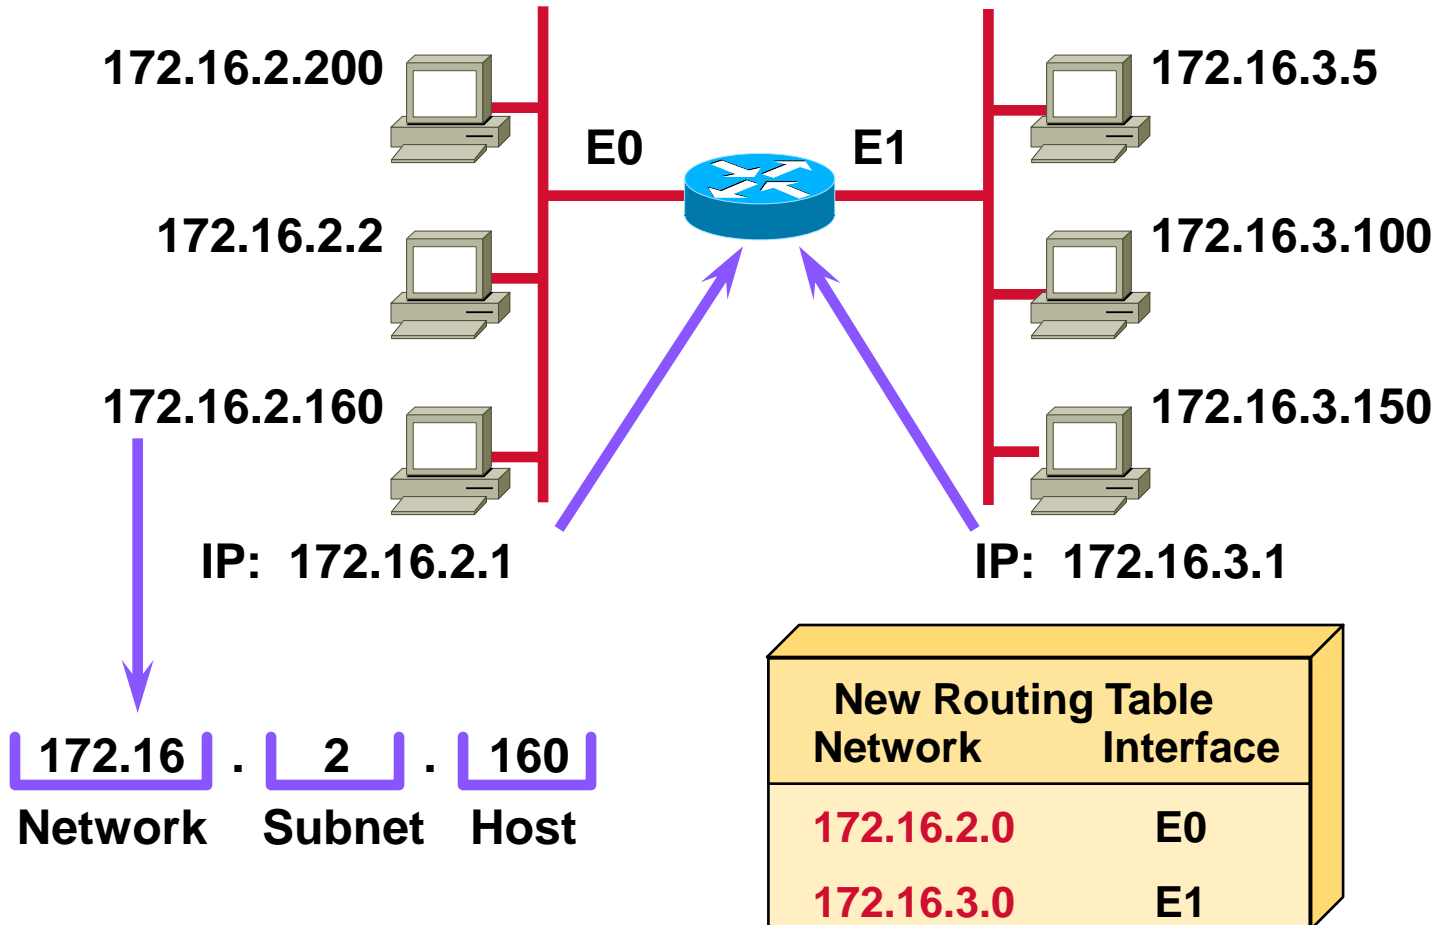 172.16.2.200
172.16.3.5
E0
E1
172.16.2.2
172.16.3.100
172.16.2.160
172.16.3.150
IP: 172.16.2.1
IP: 172.16.3.1
172.16 . 2 . 160
Network Subnet Host
New Routing Table
Network Interface
172.16.2.0 E0
172.16.3.0 E1